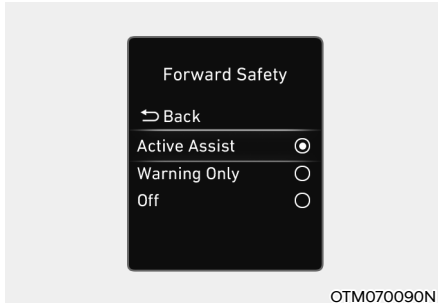 Forward Safety
Back
Active Assist
Warning Only
Off
OTM070090N